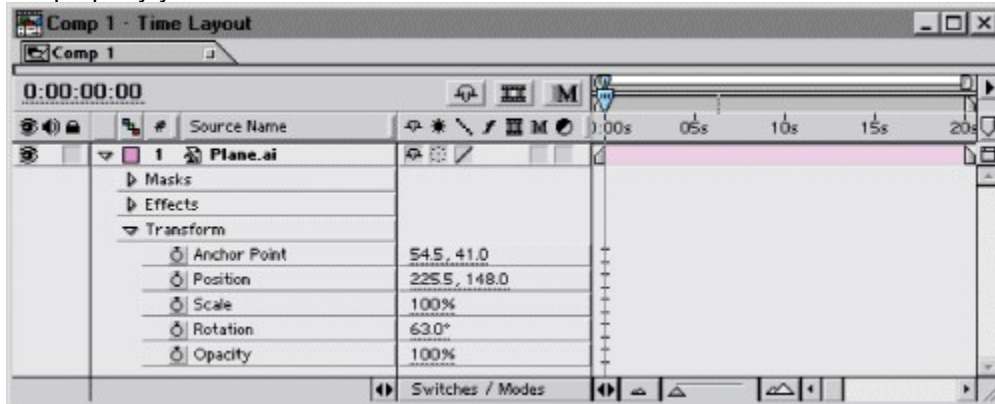 Comp 1 · Time Layout
Comp 1
0:00:00:00
M
# Source Name M 0:00s 05s 10s 15s 20s
1 Plane.ai
Masks
Effects
Transform
Anchor Point 54.5, 41.0
Position 225.5, 148.0
Scale 100%
Rotation 63.0°
Opacity 100%
Switches / Modes